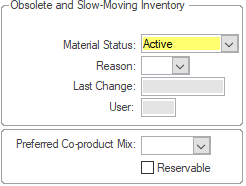 Obsolete and Slow-Moving Inventory
Material Status: Active
Reason:
Last Change:
User:
Preferred Co-product Mix:
Reservable